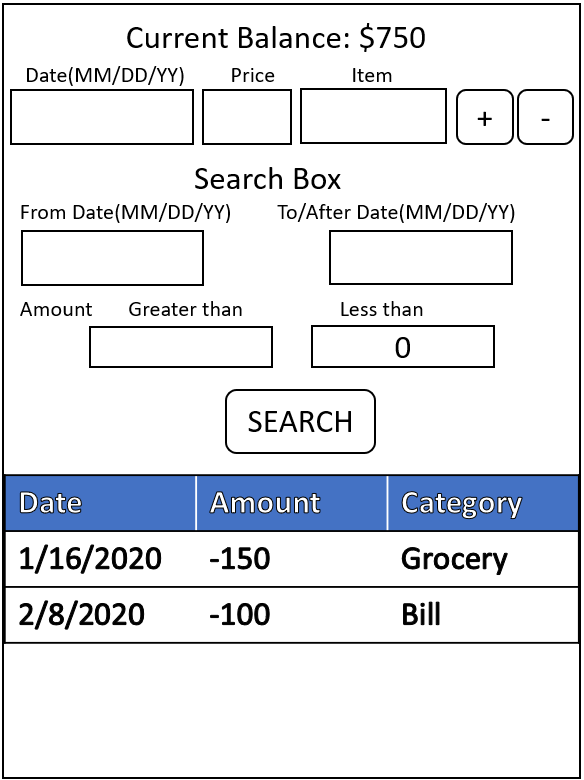 Current Balance: $750
Date(MM/DD/YY) Price Item
+ -
Search Box
From Date(MM/DD/YY) To/After Date(MM/DD/YY)
Amount Greater than Less than
0
SEARCH
Date Amount Category
1/16/2020 -150 Grocery
2/8/2020 -100 Bill